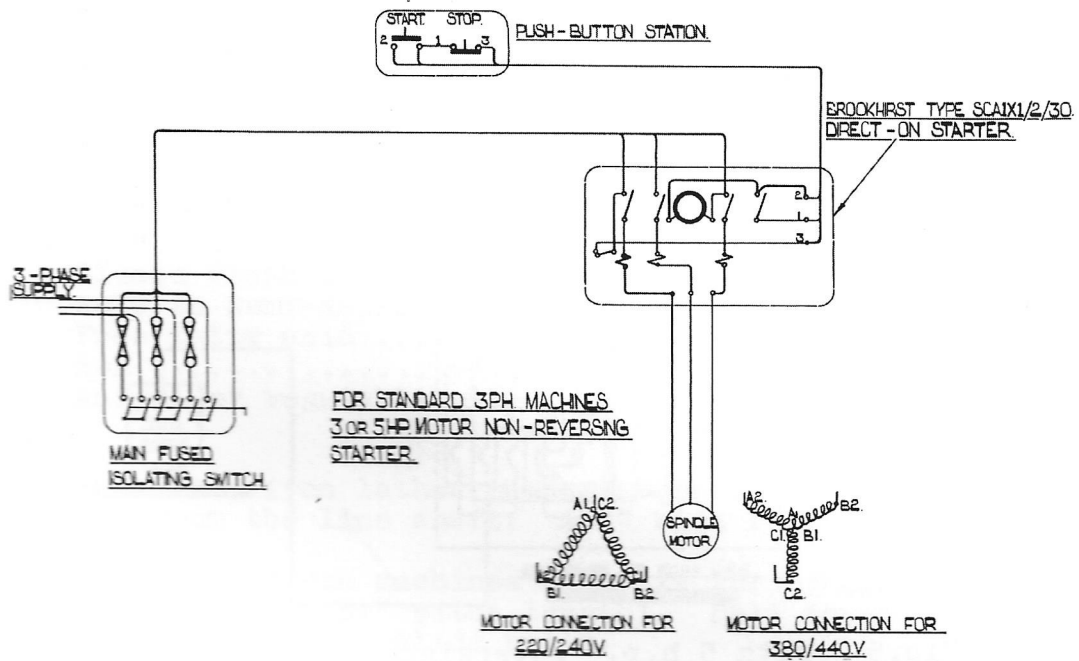 START. STOP.
2 1 3
PUSH-BUTTON STATION.
BROOKHIRST TYPE SCA1X1/2/30.
DIRECT-ON STARTER.
2
1
3
3-PHASE
SUPPLY.
MAIN FUSED
ISOLATING SWITCH.
FOR STANDARD 3PH. MACHINES
3 OR 5HP. MOTOR NON-REVERSING
STARTER.
SPINDLE
MOTOR.
A1. C2.
B1. B2.
MOTOR CONNECTION FOR
220/240V.
A2. A1 B2.
C1. B1.
C2.
MOTOR CONNECTION FOR
380/440V.